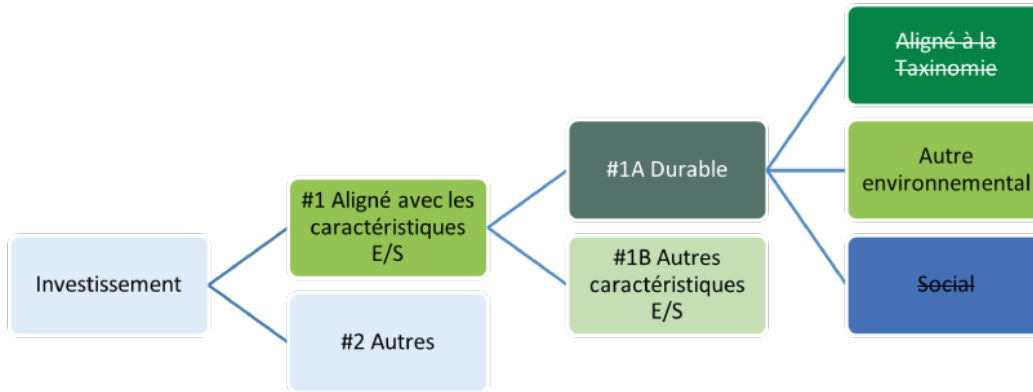 Investissement
#1 Aligné avec les
caractéristiques
E/S
#2 Autres
#1A Durable
#1B Autres
caractéristiques
E/S
Aligné à la
Taxinomie
Autre
environnemental
Social